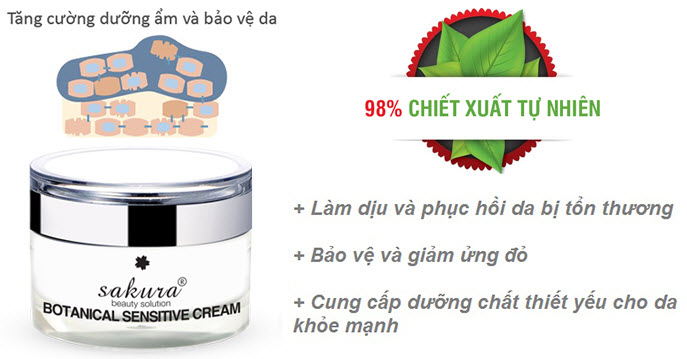 Tăng cường dưỡng ẩm và bảo vệ da
98% CHIẾT XUẤT TỰ NHIÊN
sakura®
beauty solution
BOTANICAL SENSITIVE CREAM
+ Làm dịu và phục hồi da bị tổn thương
+ Bảo vệ và giảm ứng đỏ
+ Cung cấp dưỡng chất thiết yếu cho da
khỏe mạnh